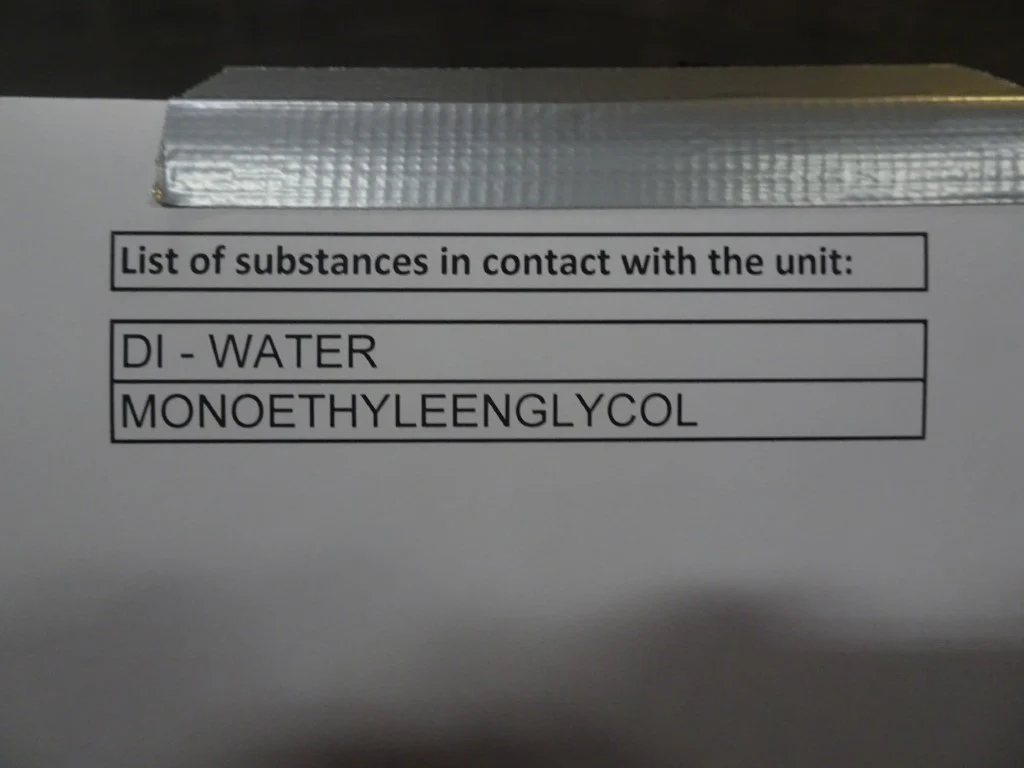 List of substances in contact with the unit:
DI - WATER
MONOETHYLEENGLYCOL